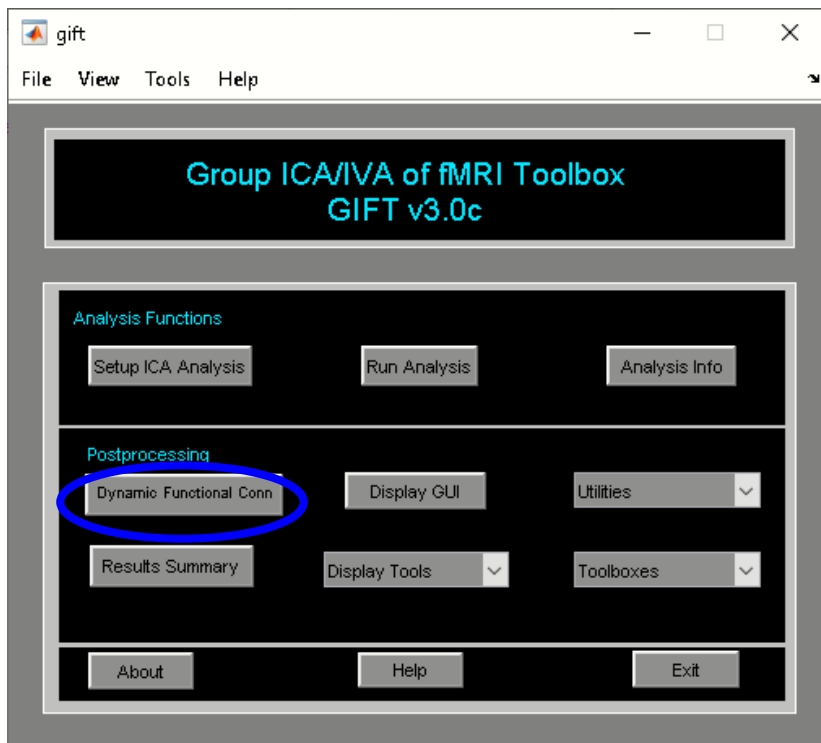 gift
File View Tools Help
Group ICA/IVA of fMRI Toolbox
GIFT v3.0c
Analysis Functions
Setup ICA Analysis Run Analysis Analysis Info
Postprocessing
Dynamic Functional Conn Display GUI Utilities
Results Summary Display Tools Toolboxes
About Help Exit